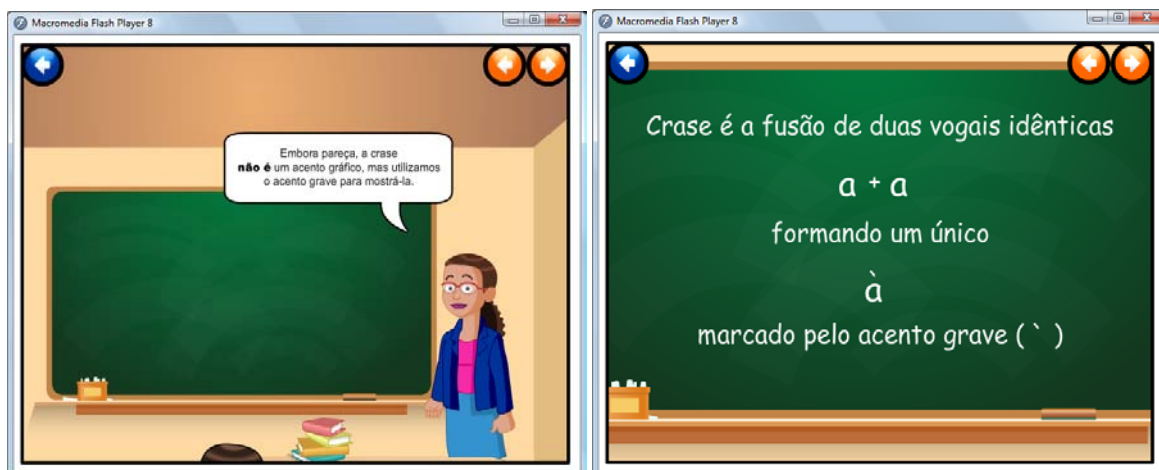 Macromedia Flash Player 8
Embora pareça, a crase
não é um acento gráfico, mas utilizamos
o acento grave para mostrá-la.
Macromedia Flash Player 8
Crase é a fusão de duas vogais idênticas
a + a
formando um único
à
marcado pelo acento grave ( ` )